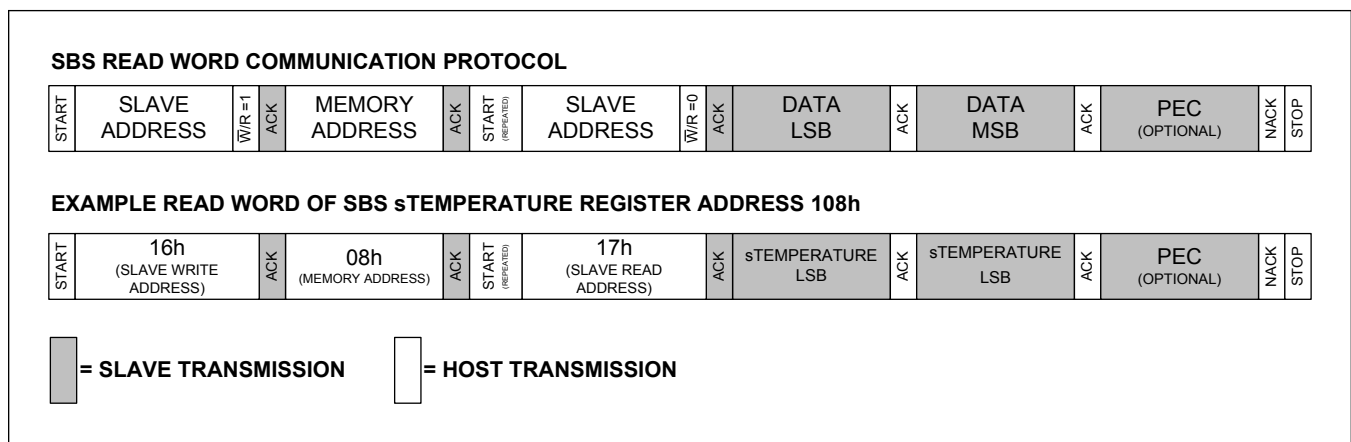 SBS READ WORD COMMUNICATION PROTOCOL
START
SLAVE
ADDRESS
W̅/R =1
ACK
MEMORY
ADDRESS
ACK
START
(REPEATED)
SLAVE
ADDRESS
W̅/R =0
ACK
DATA
LSB
ACK
DATA
MSB
ACK
PEC
(OPTIONAL)
NACK
STOP
EXAMPLE READ WORD OF SBS sTEMPERATURE REGISTER ADDRESS 108h
START
16h
(SLAVE WRITE
ADDRESS)
ACK
08h
(MEMORY ADDRESS)
ACK
START
(REPEATED)
17h
(SLAVE READ
ADDRESS)
ACK
sTEMPERATURE
LSB
ACK
sTEMPERATURE
LSB
ACK
PEC
(OPTIONAL)
NACK
STOP
= SLAVE TRANSMISSION
= HOST TRANSMISSION